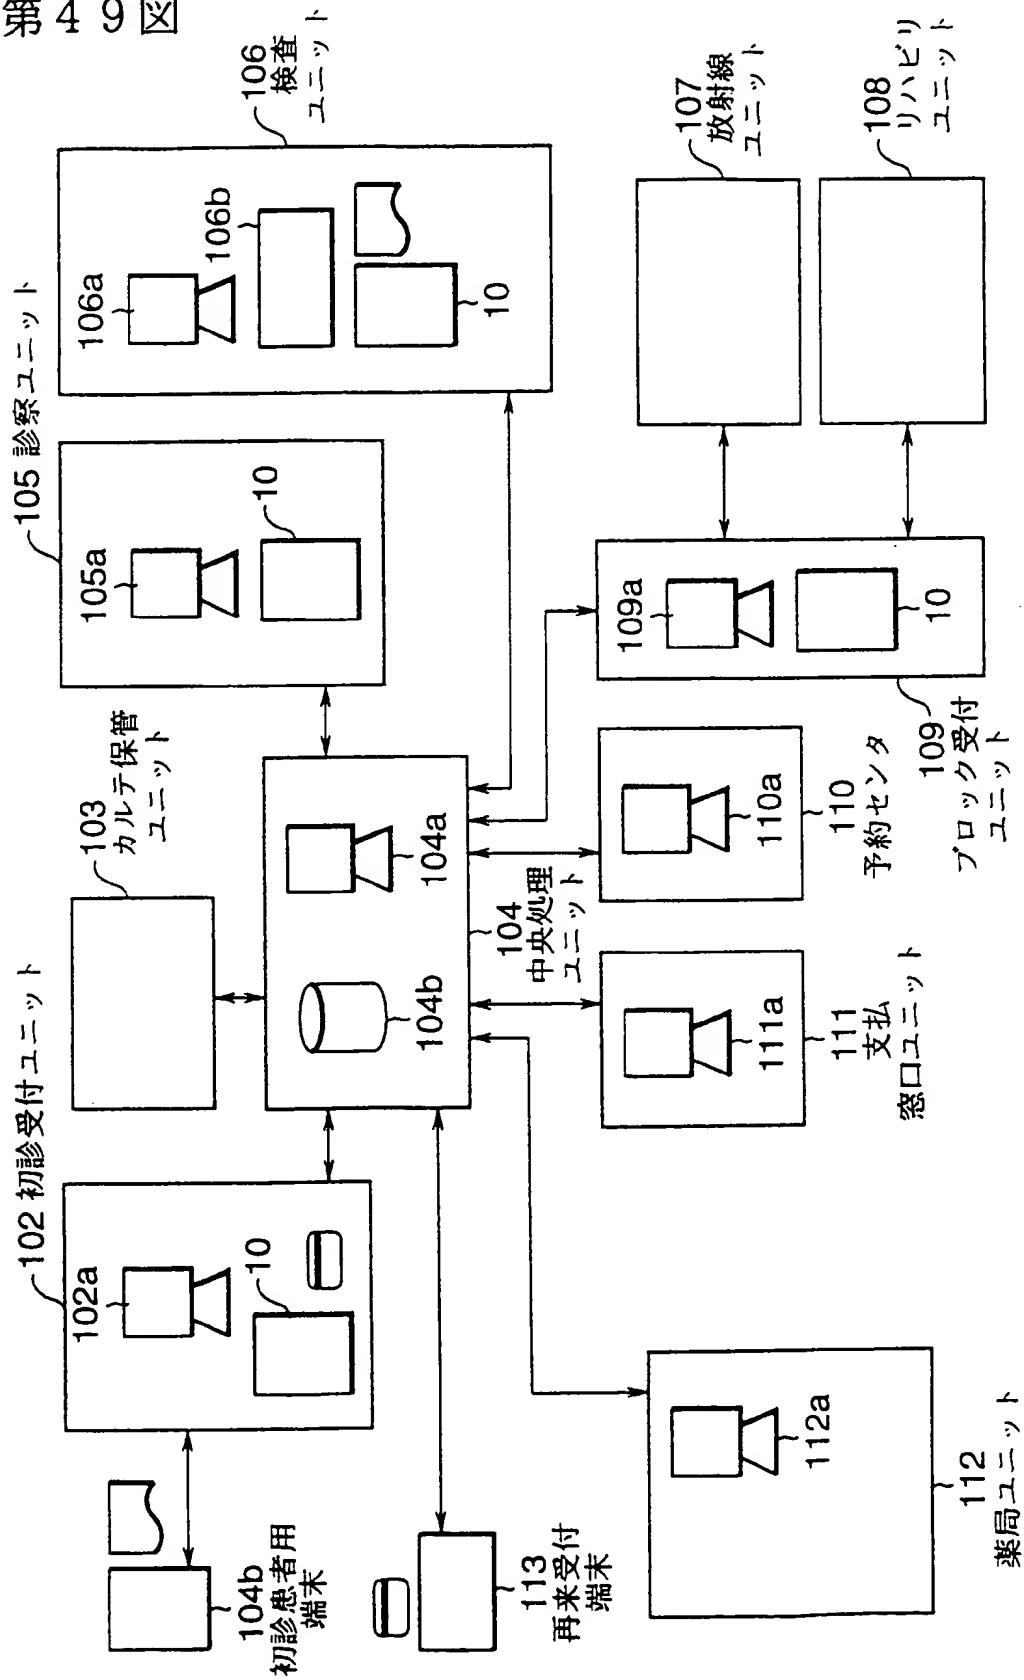 第４９図
104b
初診患者用
端末
102 初診受付ユニット
102a
10
113
再来受付
端末
103
カルテ保管
ユニット
104b
104a
104
中央処理
ユニット
105 診察ユニット
105a
10
106
検査
ユニット
106a
106b
10
107
放射線
ユニット
108
リハビリ
ユニット
109a
10
109
ブロック受付
ユニット
110a
110
予約センタ
111a
111
支払
窓口ユニット
112a
112
薬局ユニット